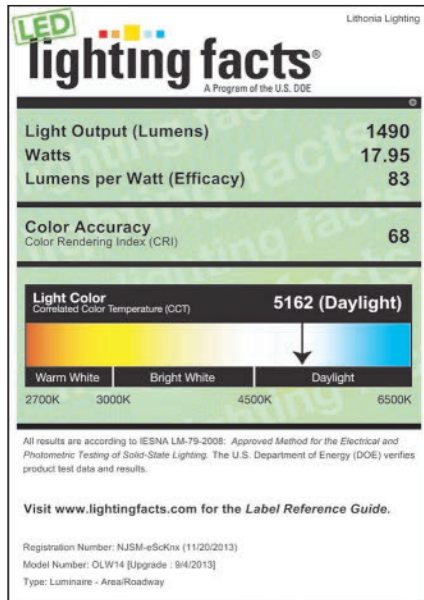 Lithonia Lighting
LED
lighting facts®
A Program of the U.S. DOE
Light Output (Lumens) 1490
Watts 17.95
Lumens per Watt (Efficacy) 83
Color Accuracy 68
Color Rendering Index (CRI)
Light Color 5162 (Daylight)
Correlated Color Temperature (CCT)
Warm White Bright White Daylight
2700K 3000K 4500K 6500K
All results are according to IESNA LM-79-2008: Approved Method for the Electrical and
Photometric Testing of Solid-State Lighting. The U.S. Department of Energy (DOE) verifies
product test data and results.
Visit www.lightingfacts.com for the Label Reference Guide.
Registration Number: NJSM-eScKnx (11/20/2013)
Model Number: OLW14 [Upgrade : 9/4/2013]
Type: Luminaire - Area/Roadway